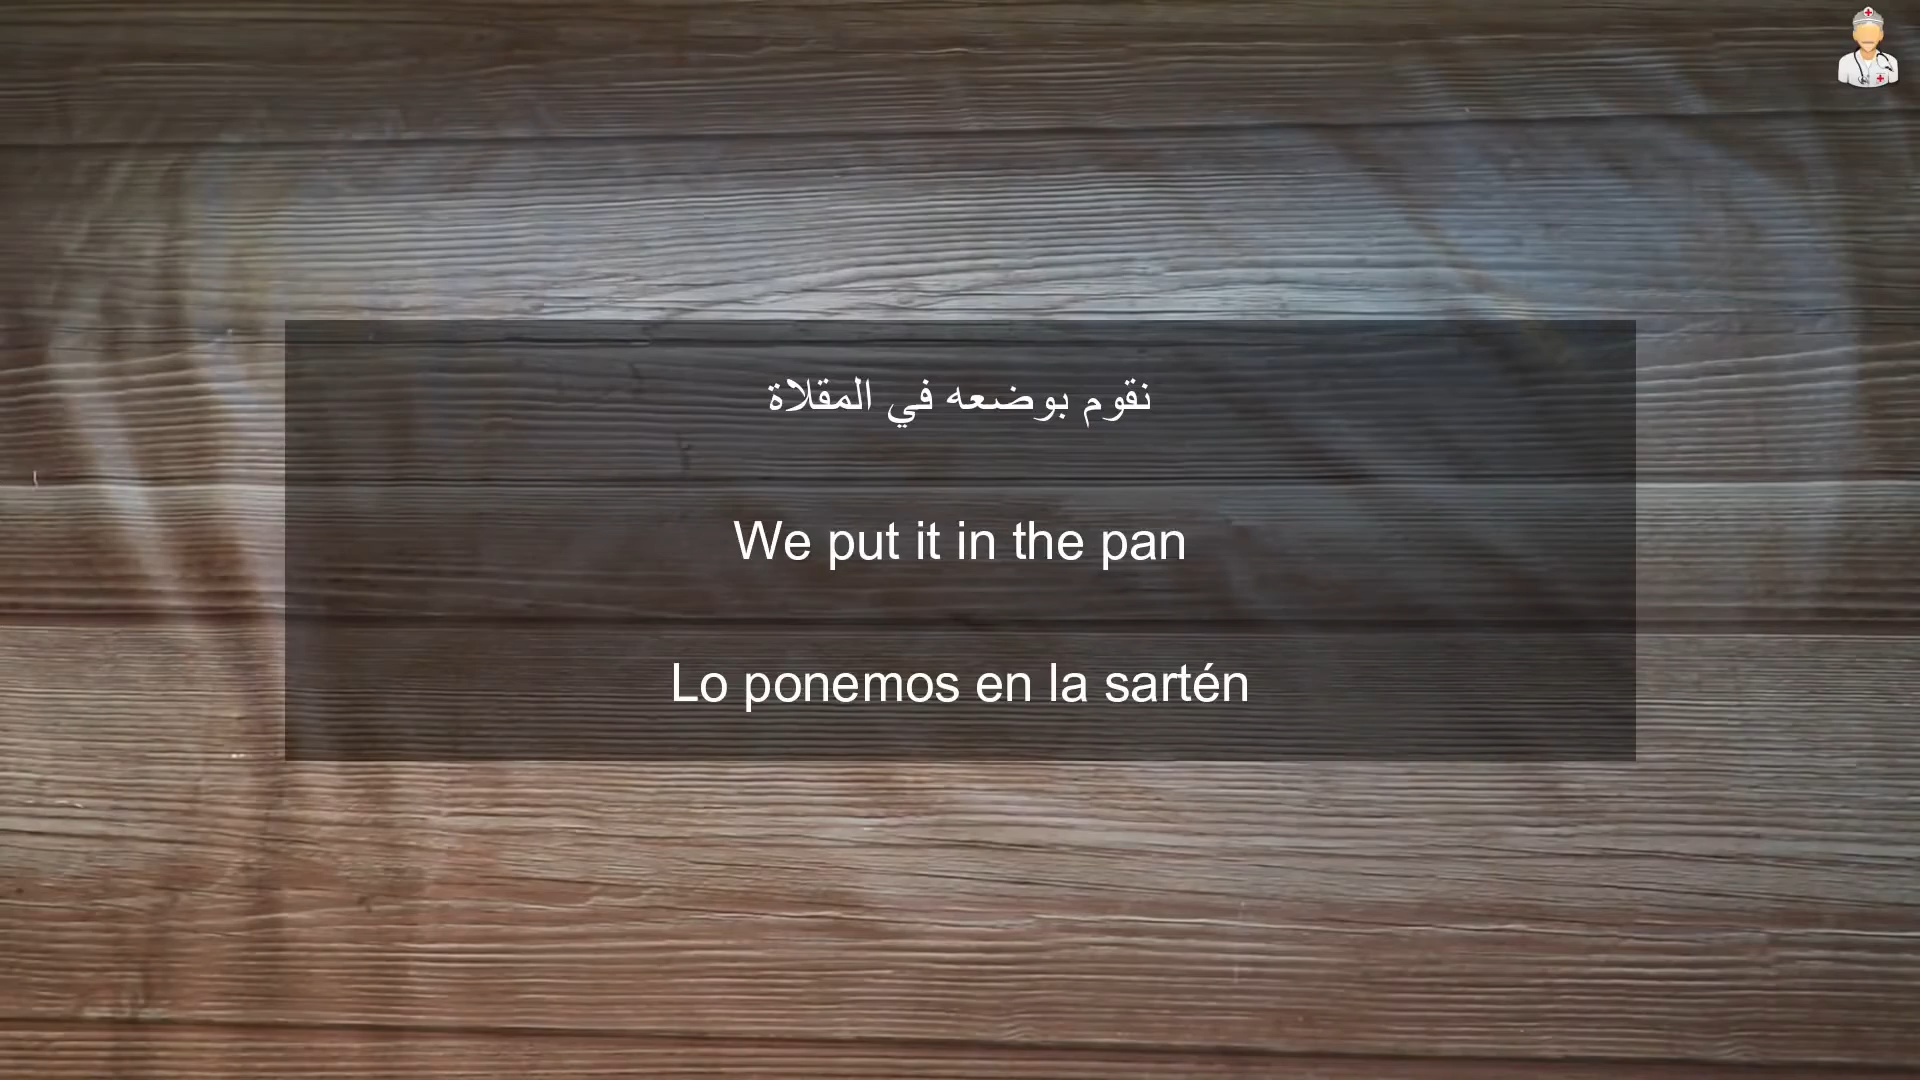 نقوم بوضعه في المقلاة
We put it in the pan
Lo ponemos en la sartén